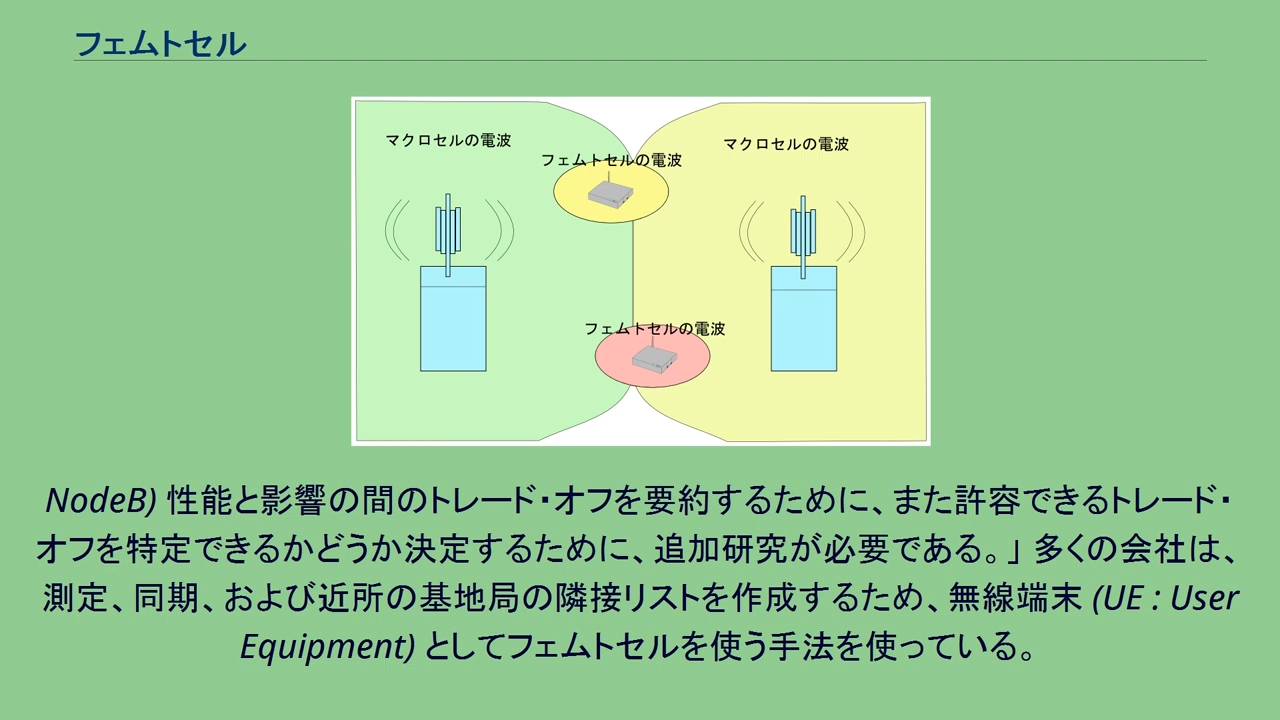 フェムトセル
マクロセルの電波
マクロセルの電波
フェムトセルの電波
フェムトセルの電波
NodeB) 性能と影響の間のトレード・オフを要約するために、また許容できるトレード・
オフを特定できるかどうか決定するために、追加研究が必要である。」多くの会社は、
測定、同期、および近所の基地局の隣接リストを作成するため、無線端末 (UE : User
Equipment) としてフェムトセルを使う手法を使っている。